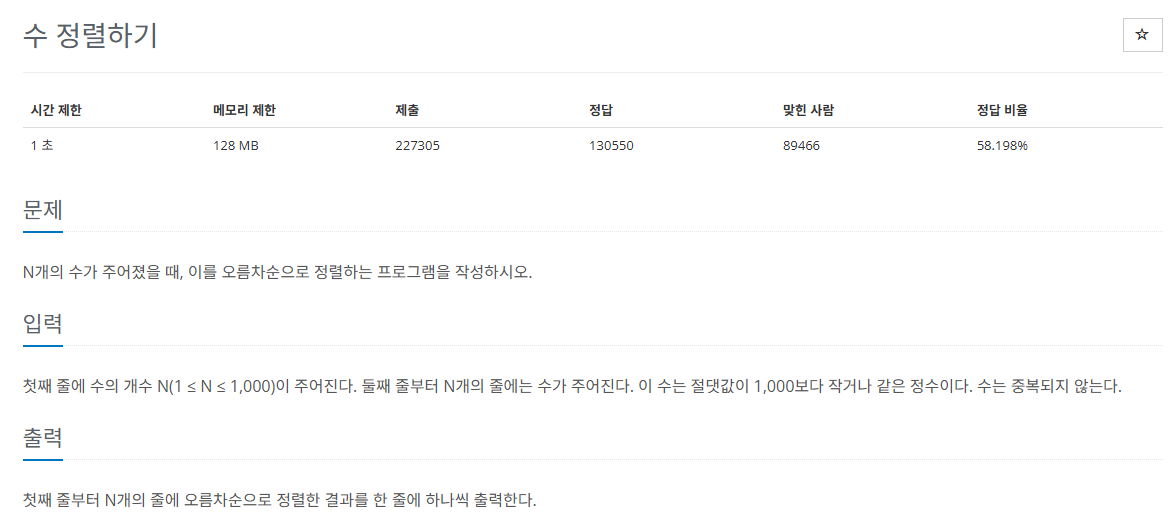 수 정렬하기
☆
시간 제한 메모리 제한 제출 정답 맞힌 사람 정답 비율
1 초 128 MB 227305 130550 89466 58.198%
문제
N개의 수가 주어졌을 때, 이를 오름차순으로 정렬하는 프로그램을 작성하시오.
입력
첫째 줄에 수의 개수 N(1 ≤ N ≤ 1,000)이 주어진다. 둘째 줄부터 N개의 줄에는 수가 주어진다. 이 수는 절댓값이 1,000보다 작거나 같은 정수이다. 수는 중복되지 않는다.
출력
첫째 줄부터 N개의 줄에 오름차순으로 정렬한 결과를 한 줄에 하나씩 출력한다.